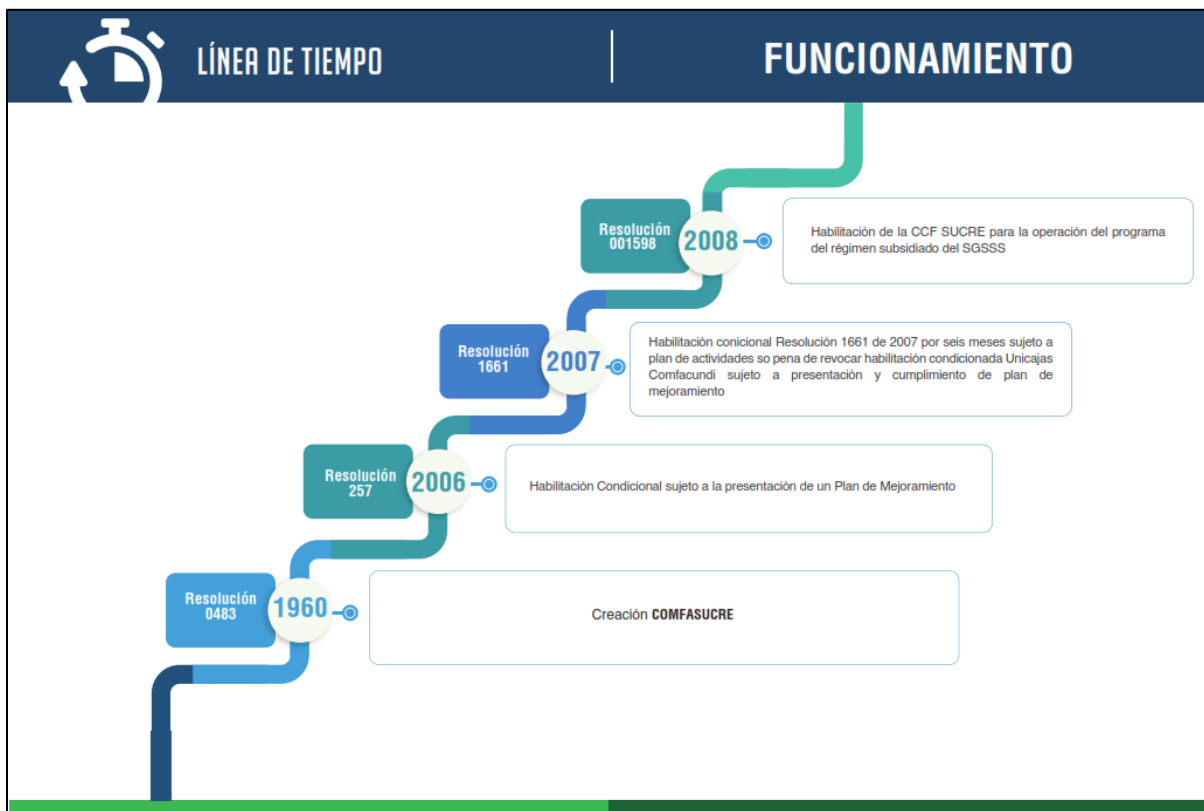 LÍNEA DE TIEMPO
FUNCIONAMIENTO
Resolución
001598
2008
Habilitación de la CCF SUCRE para la operación del programa
del régimen subsidiado del SGSSS
Resolución
1661
2007
Habilitación conicional Resolución 1661 de 2007 por seis meses sujeto a
plan de actividades so pena de revocar habilitación condicionada Unicajas
Comfacundi sujeto a presentación y cumplimiento de plan de
mejoramiento
Resolución
257
2006
Habilitación Condicional sujeto a la presentación de un Plan de Mejoramiento
Resolución
0483
1960
Creación COMFASUCRE